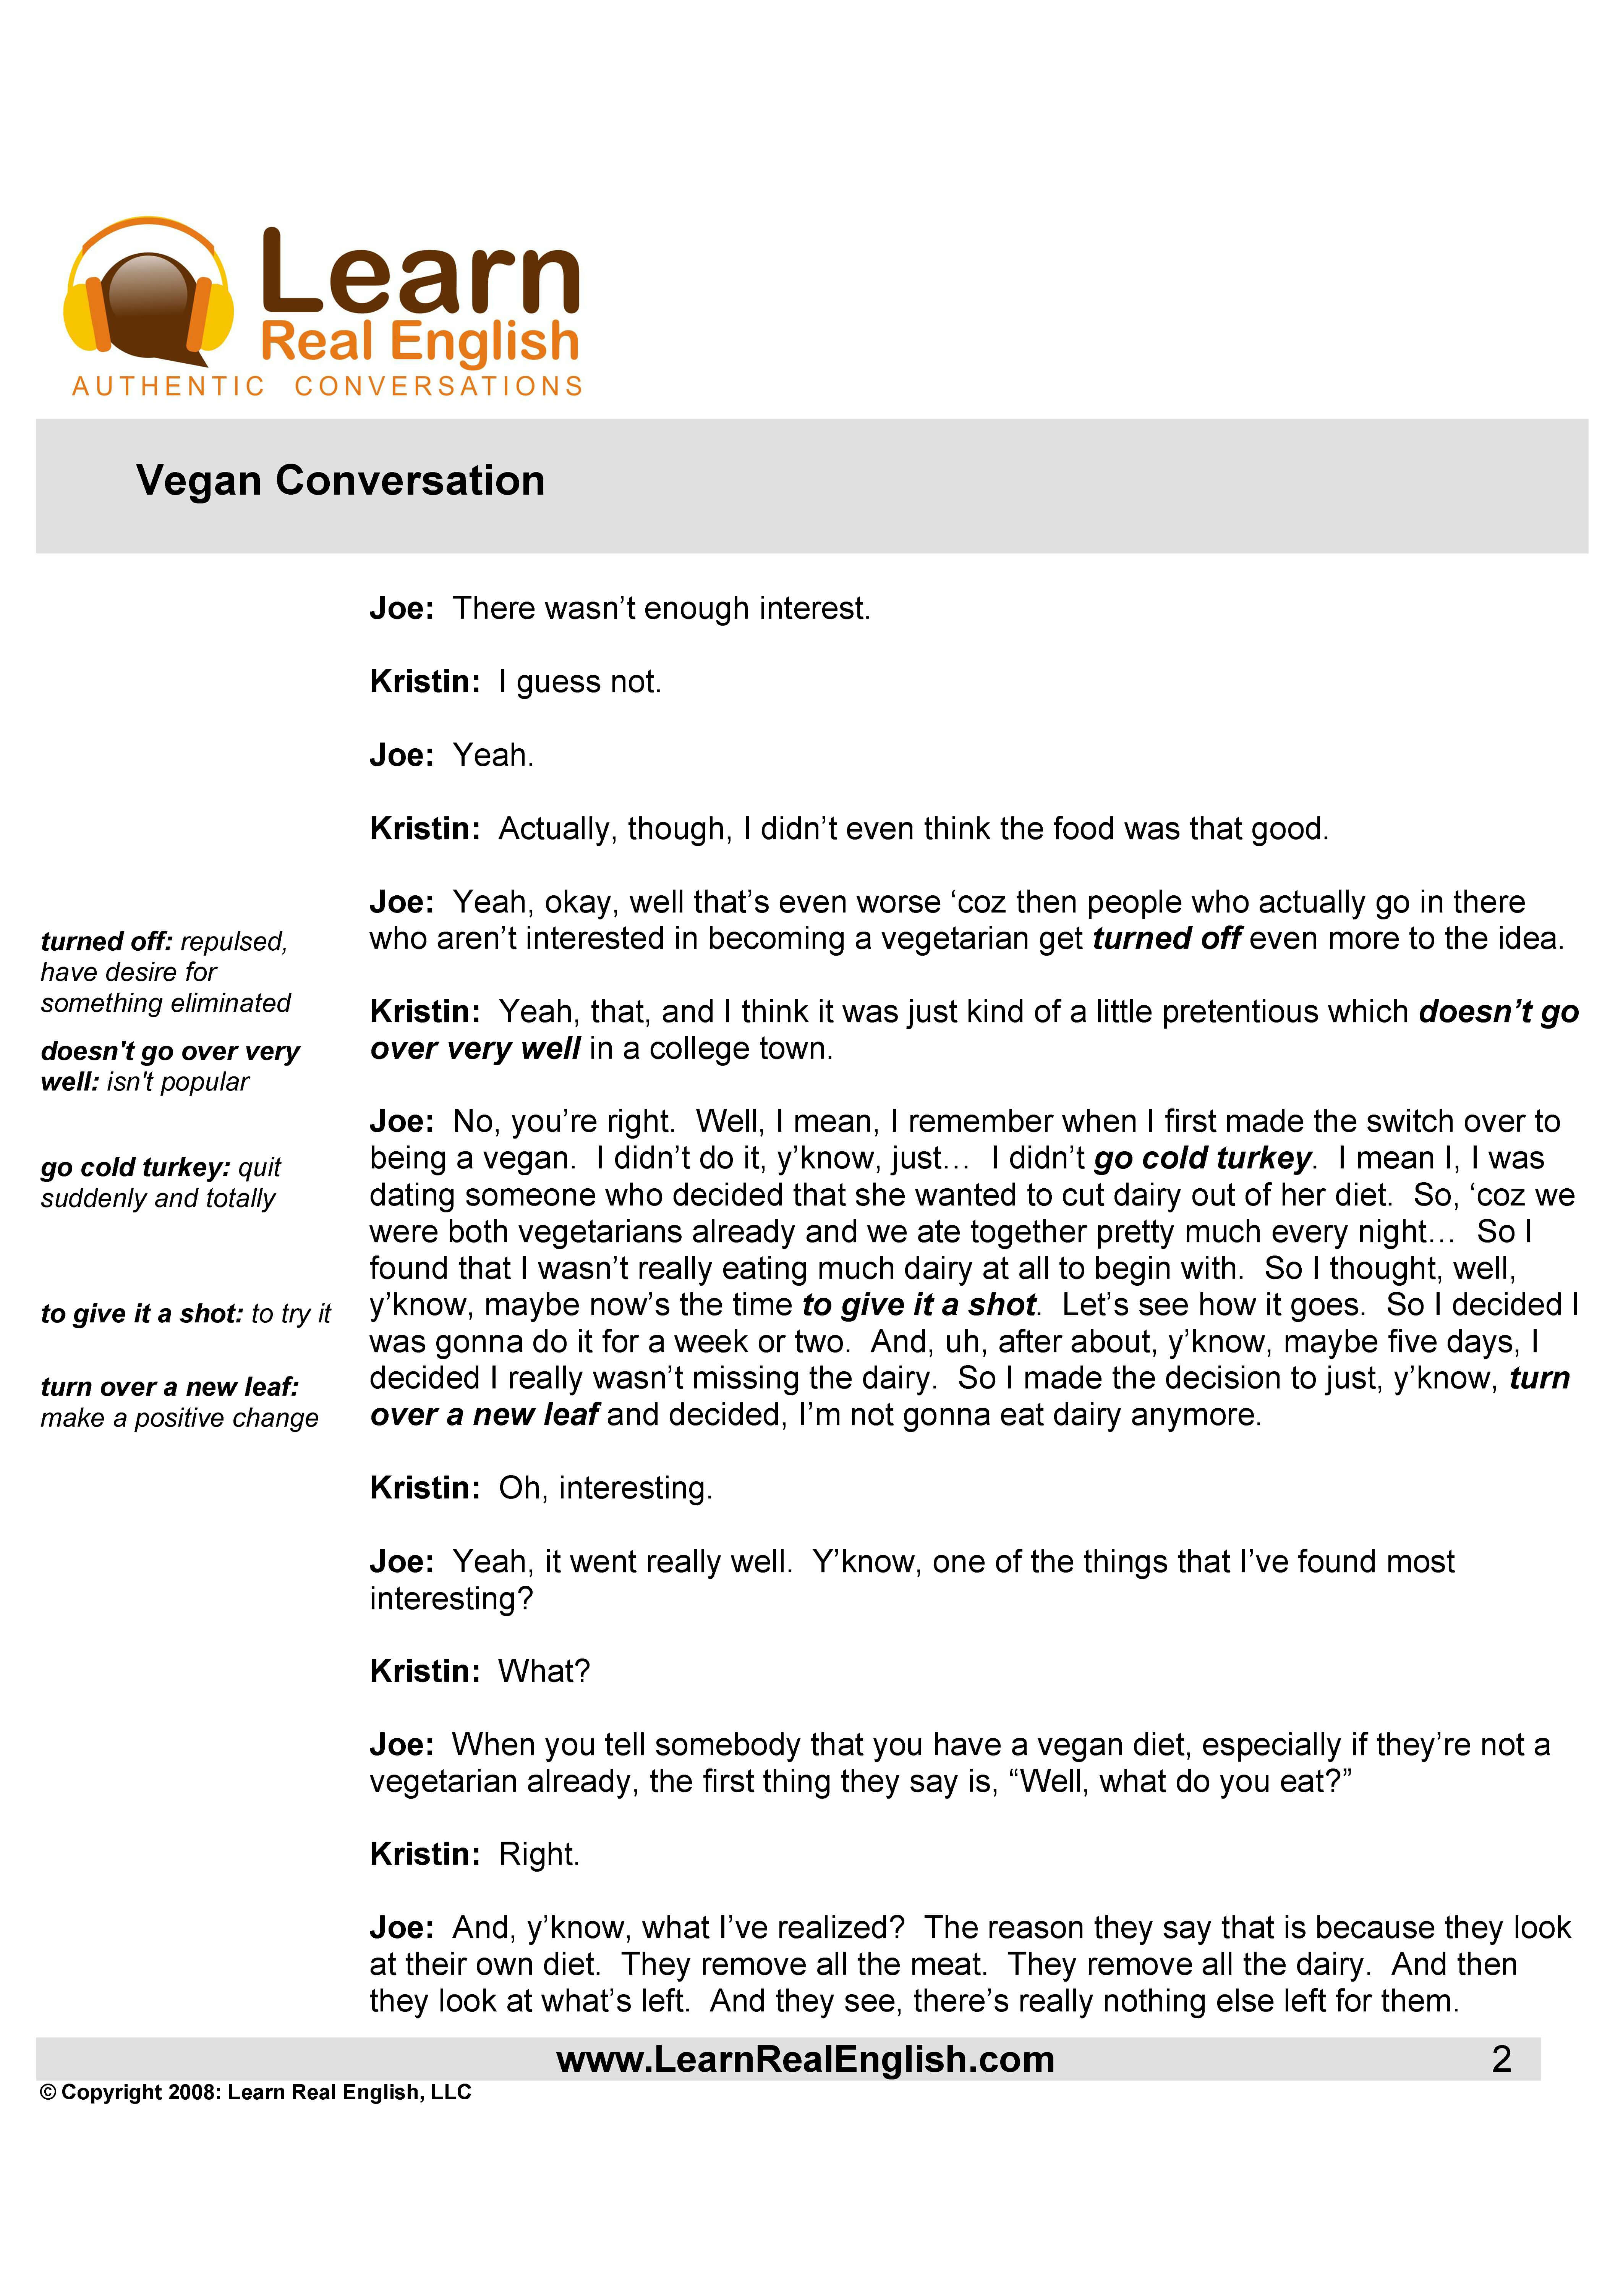 Learn
Real English
AUTHENTIC CONVERSATIONS
Vegan Conversation
Joe: There wasn’t enough interest.
Kristin: I guess not.
Joe: Yeah.
Kristin: Actually, though, I didn’t even think the food was that good.
Joe: Yeah, okay, well that’s even worse ‘coz then people who actually go in there
who aren’t interested in becoming a vegetarian get turned off even more to the idea.
turned off: repulsed,
have desire for
something eliminated
Kristin: Yeah, that, and I think it was just kind of a little pretentious which doesn’t go
over very well in a college town.
doesn't go over very
well: isn't popular
Joe: No, you’re right. Well, I mean, I remember when I first made the switch over to
being a vegan. I didn’t do it, y’know, just… I didn’t go cold turkey. I mean I, I was
dating someone who decided that she wanted to cut dairy out of her diet. So, ‘coz we
were both vegetarians already and we ate together pretty much every night… So I
found that I wasn’t really eating much dairy at all to begin with. So I thought, well,
y’know, maybe now’s the time to give it a shot. Let’s see how it goes. So I decided I
was gonna do it for a week or two. And, uh, after about, y’know, maybe five days, I
decided I really wasn’t missing the dairy. So I made the decision to just, y’know, turn
over a new leaf and decided, I’m not gonna eat dairy anymore.
go cold turkey: quit
suddenly and totally
to give it a shot: to try it
turn over a new leaf:
make a positive change
Kristin: Oh, interesting.
Joe: Yeah, it went really well. Y’know, one of the things that I’ve found most
interesting?
Kristin: What?
Joe: When you tell somebody that you have a vegan diet, especially if they’re not a
vegetarian already, the first thing they say is, “Well, what do you eat?”
Kristin: Right.
Joe: And, y’know, what I’ve realized? The reason they say that is because they look
at their own diet. They remove all the meat. They remove all the dairy. And then
they look at what’s left. And they see, there’s really nothing else left for them.
www.LearnRealEnglish.com 2
© Copyright 2008: Learn Real English, LLC